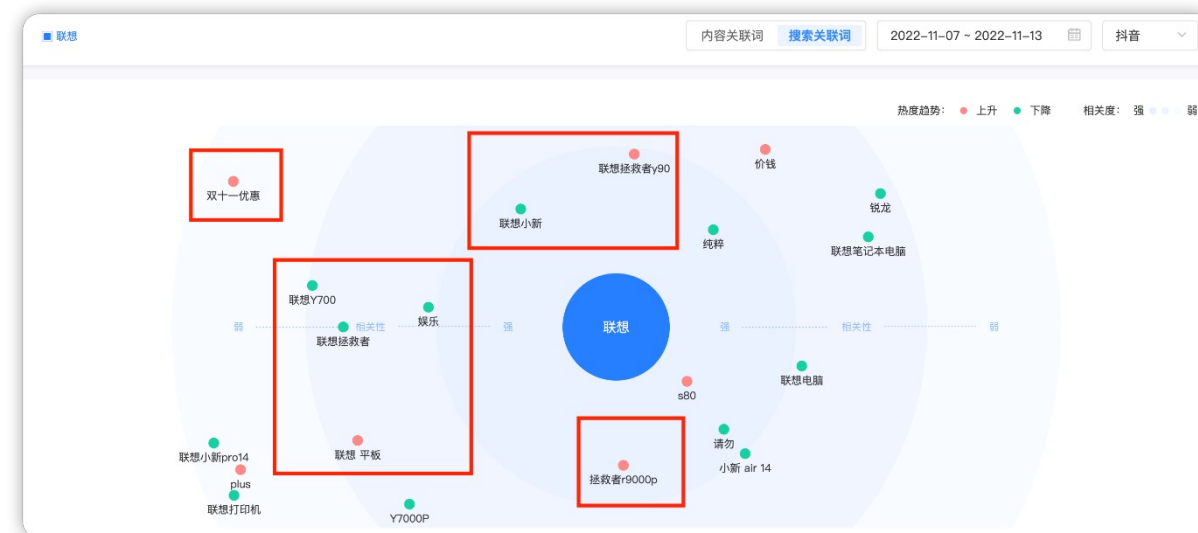 联想
内容关联词 搜索关联词 2022-11-07 ~ 2022-11-13 抖音
热度趋势: 上升 下降 相关度: 强 弱
双十一优惠
联想拯救者y90
价钱
联想小新
锐龙
纯粹
联想笔记本电脑
联想Y700
娱乐
弱 相关性 强 联想 强 相关性 弱
联想拯救者
联想电脑
s80
联想小新pro14
联想 平板
请勿
小新 air 14
plus
拯救者r9000p
联想打印机
Y7000P